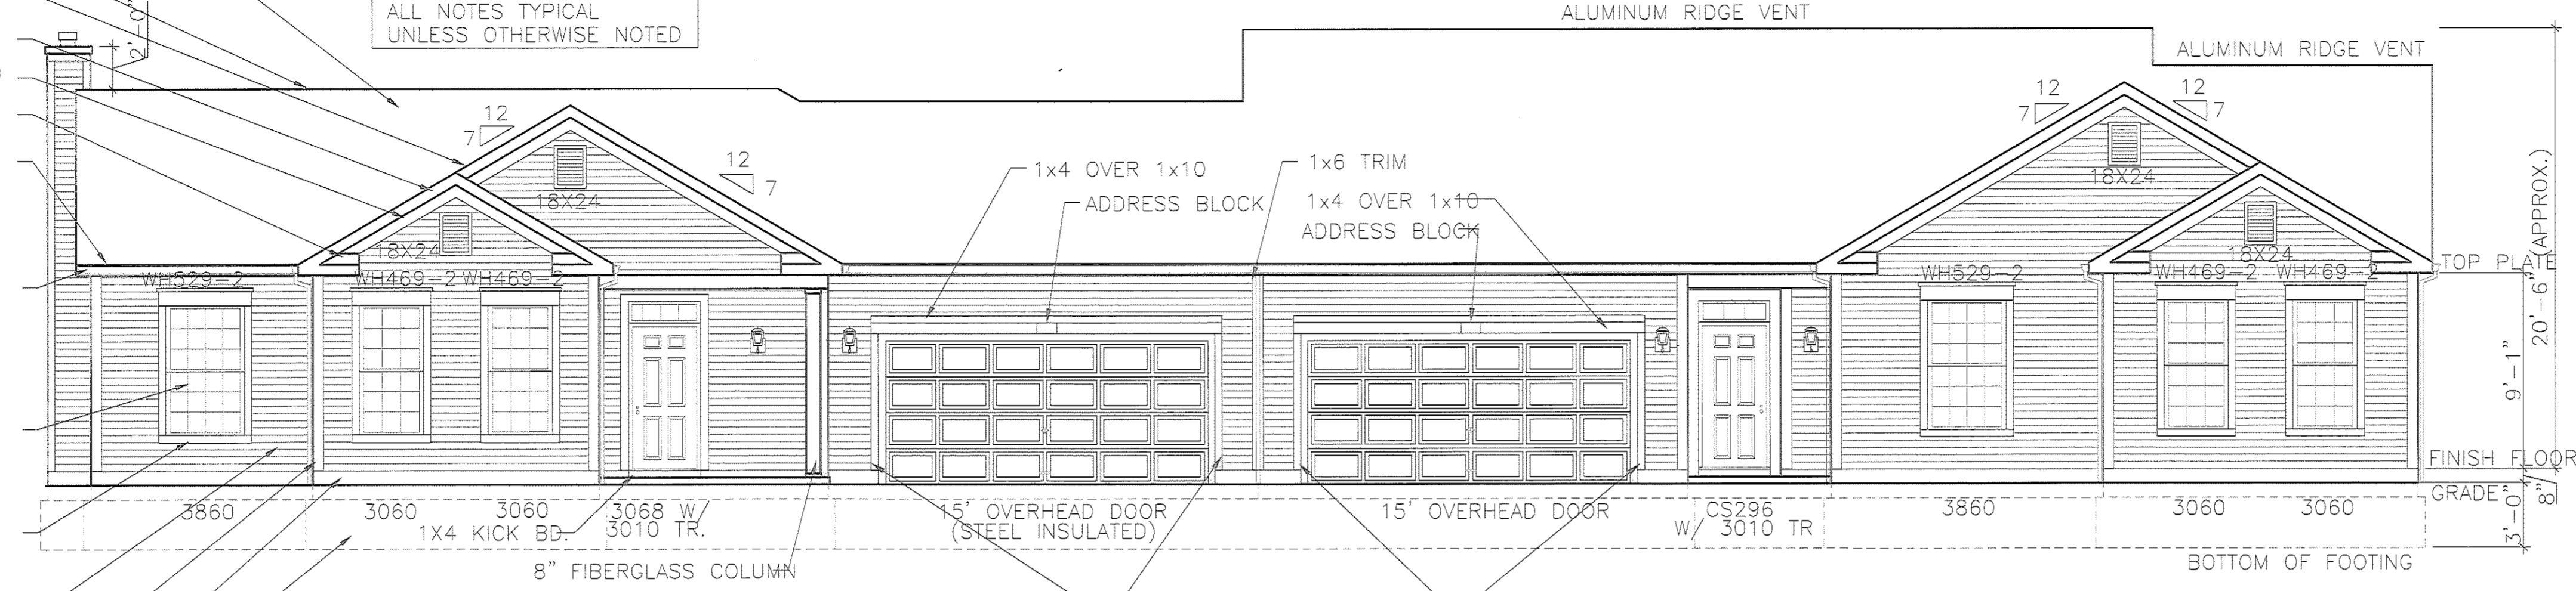 ALL NOTES TYPICAL
UNLESS OTHERWISE NOTED
2'-0"
ALUMINUM RIDGE VENT
ALUMINUM RIDGE VENT
12
7
12
7
12
7
12
7
18X24
18X24
18X24
18X24
1x4 OVER 1x10
ADDRESS BLOCK
1x6 TRIM
1x4 OVER 1x10
ADDRESS BLOCK
WH529-2
WH469-2
WH469-2
WH529-2
WH469-2
WH469-2
TOP PLATE
20'-6" (APPROX.)
9'-1"
FINISH FLOOR
GRADE
8"
3'-0"
3860
3060
3060
3068 W/
3010 TR.
1X4 KICK BD.
8" FIBERGLASS COLUMN
15' OVERHEAD DOOR
(STEEL INSULATED)
15' OVERHEAD DOOR
CS296
W/ 3010 TR
3860
3060
3060
BOTTOM OF FOOTING